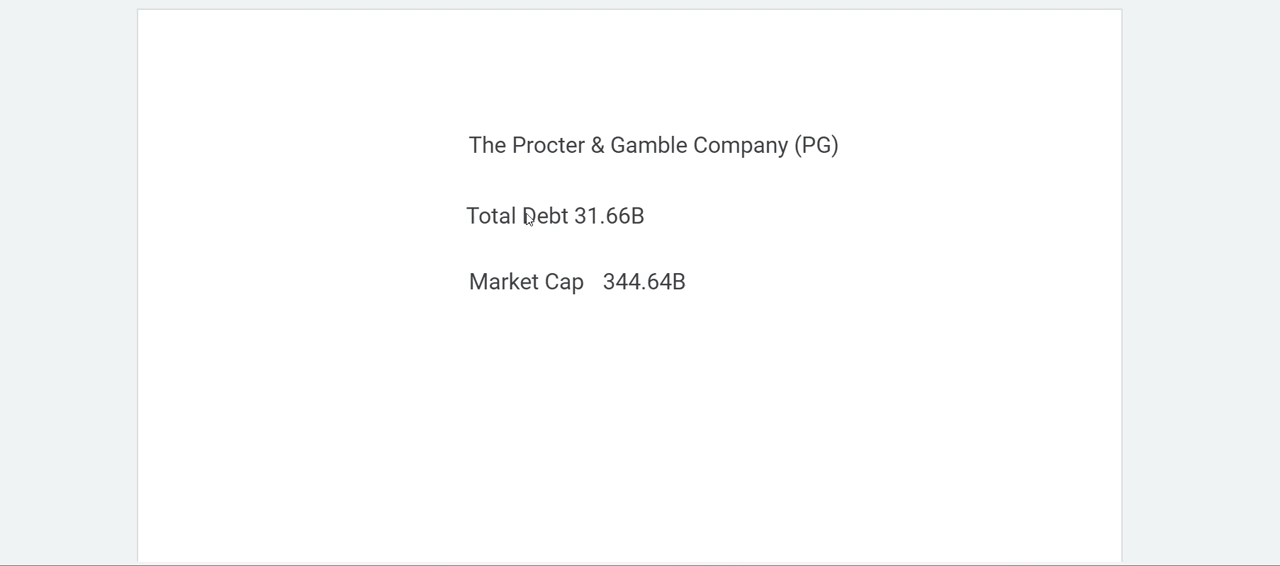 The Procter & Gamble Company (PG)
Total Debt 31.66B
Market Cap 344.64B